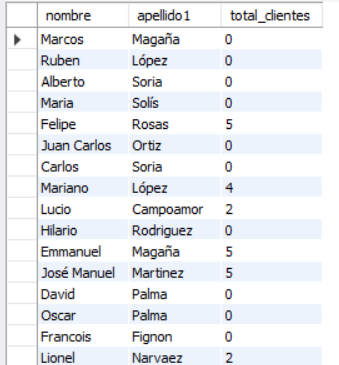 nombre apellido1 total_clientes
Marcos Magaña 0
Ruben López 0
Alberto Soria 0
Maria Solís 0
Felipe Rosas 5
Juan Carlos Ortiz 0
Carlos Soria 0
Mariano López 4
Lucio Campoamor 2
Hilario Rodriguez 0
Emmanuel Magaña 5
José Manuel Martinez 5
David Palma 0
Oscar Palma 0
Francois Fignon 0
Lionel Narvaez 2